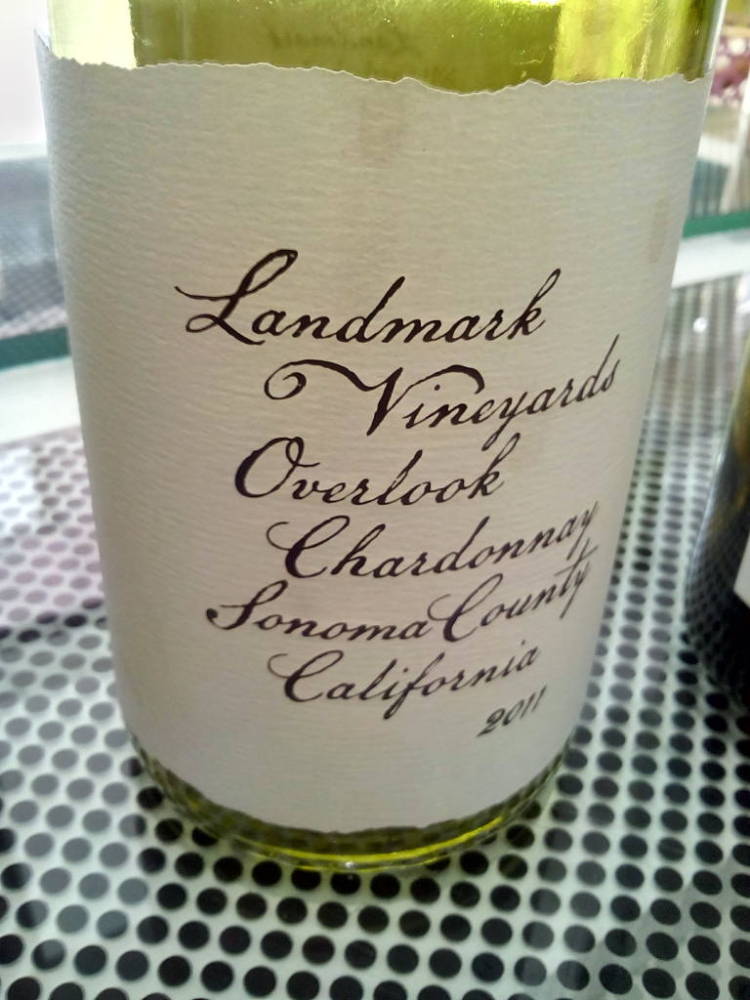 Landmark
Vineyards
Overlook
Chardonnay
Sonoma County
California
2011